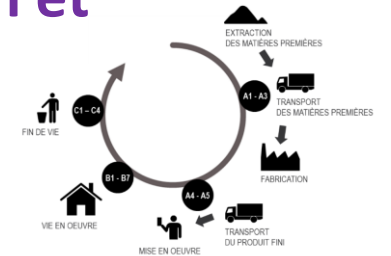 et
EXTRACTION
DES MATIÈRES PREMIÈRES
A1 - A3
TRANSPORT
DES MATIÈRES PREMIÈRES
FABRICATION
A4 - A5
TRANSPORT
DU PRODUIT FINI
MISE EN OEUVRE
B1 - B7
VIE EN OEUVRE
C1 – C4
FIN DE VIE